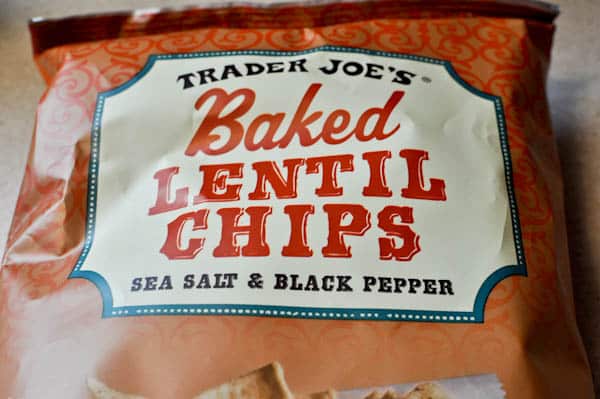 TRADER JOE'S®
Baked
LENTIL
CHIPS
SEA SALT & BLACK PEPPER